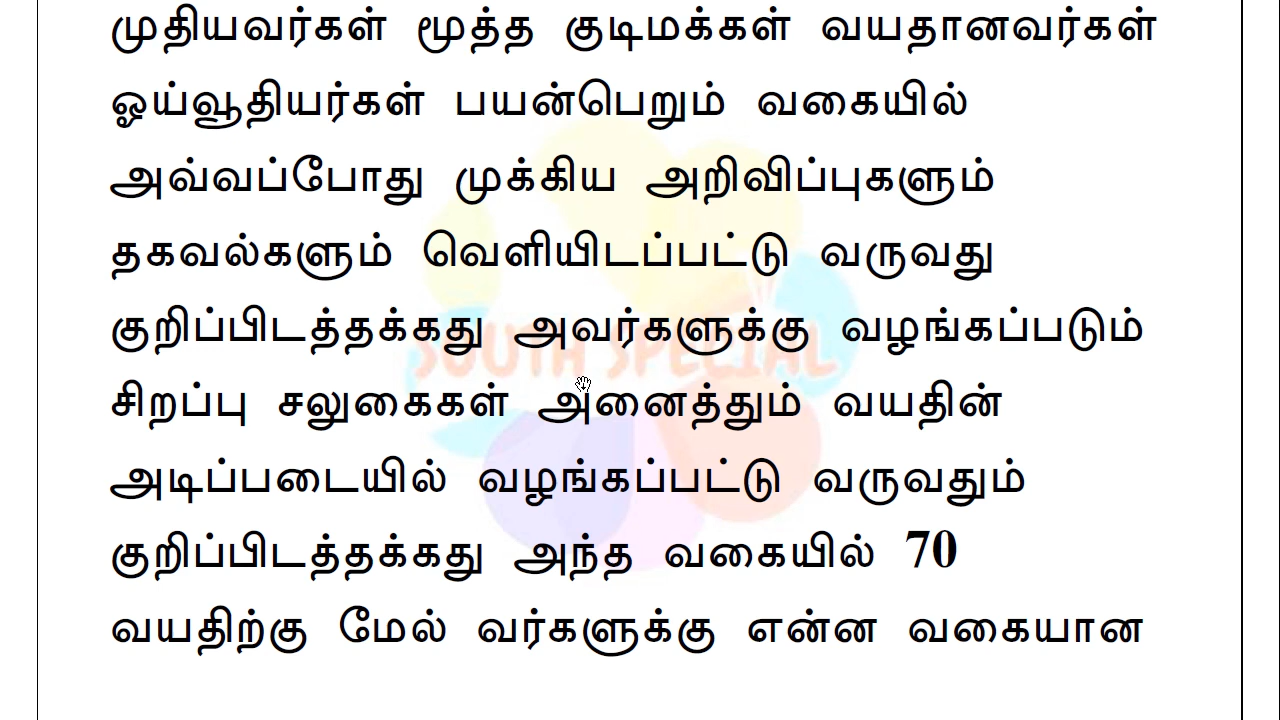 முதியவர்கள் மூத்த குடிமக்கள் வயதானவர்கள்
ஓய்வூதியர்கள் பயன்பெறும் வகையில்
அவ்வப்போது முக்கிய அறிவிப்புகளும்
தகவல்களும் வெளியிடப்பட்டு வருவது
குறிப்பிடத்தக்கது அவர்களுக்கு வழங்கப்படும்
SOUTH SPECIAL
சிறப்பு சலுகைகள் அனைத்தும் வயதின்
அடிப்படையில் வழங்கப்பட்டு வருவதும்
குறிப்பிடத்தக்கது அந்த வகையில் 70
வயதிற்கு மேல் வர்களுக்கு என்ன வகையான